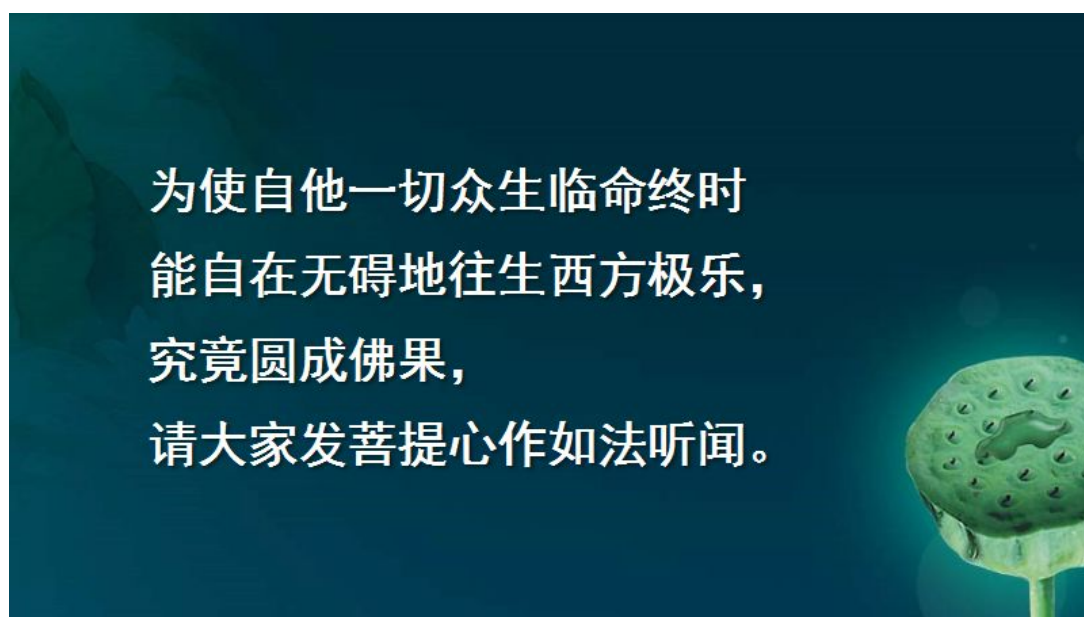 为使自他一切众生临命终时
能自在无碍地往生西方极乐，
究竟圆成佛果，
请大家发菩提心作如法听闻。